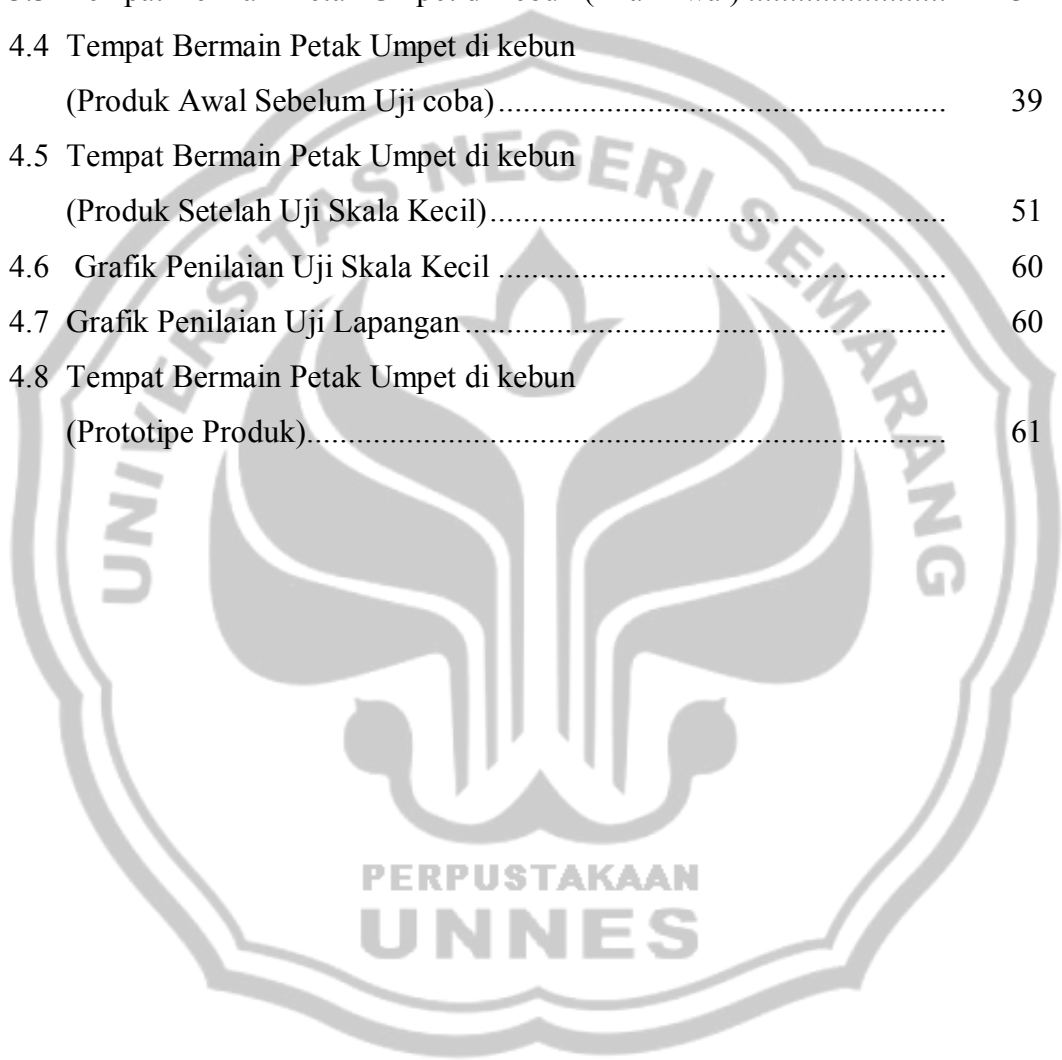 4.4 Tempat Bermain Petak Umpet di kebun
(Produk Awal Sebelum Uji coba) ................................................................ 39
4.5 Tempat Bermain Petak Umpet di kebun
(Produk Setelah Uji Skala Kecil) ................................................................ 51
4.6 Grafik Penilaian Uji Skala Kecil ................................................................ 60
4.7 Grafik Penilaian Uji Lapangan ................................................................ 60
4.8 Tempat Bermain Petak Umpet di kebun
(Prototipe Produk) ................................................................ 61
UNIVERSITAS NEGERI SEMARANG
PERPUSTAKAAN
UNNES